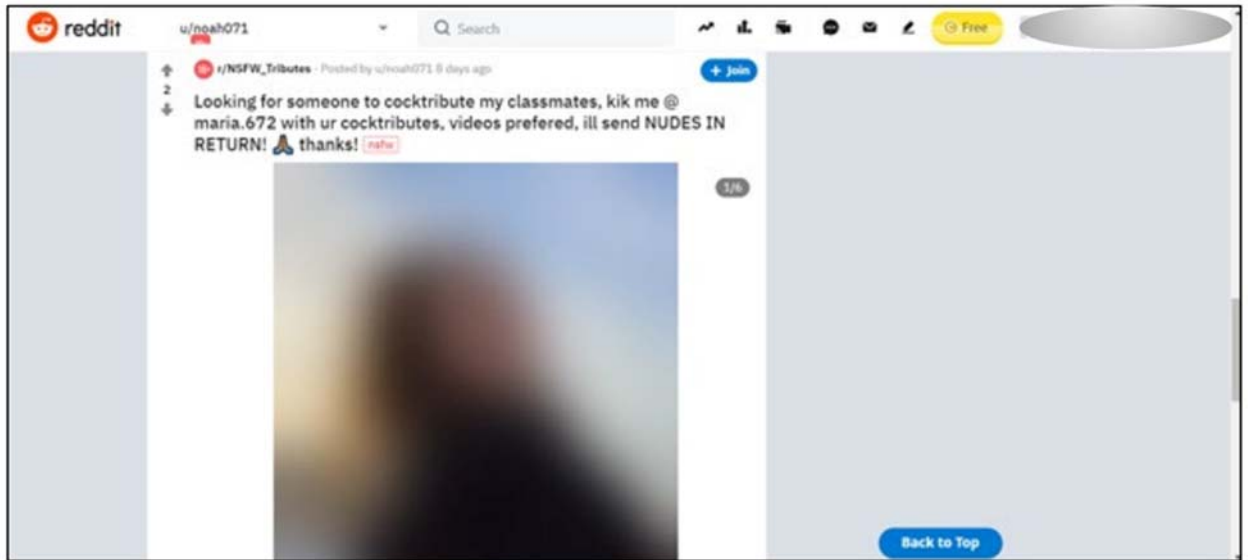 reddit
u/noah071
Search
Free
r/NSFW_Tributes · Posted by u/noah071 8 days ago
+ Join
2
Looking for someone to cocktribute my classmates, kik me @
maria.672 with ur cocktributes, videos prefered, ill send NUDES IN
RETURN! 🙏🏾 thanks! nsfw
1/6
Back to Top